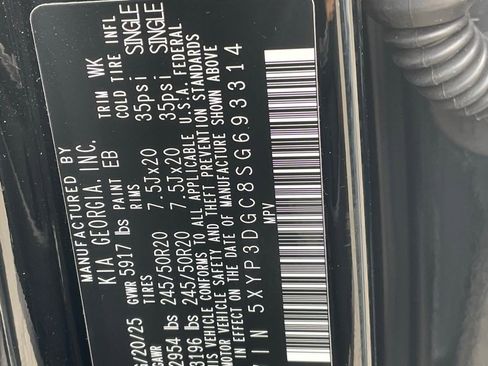 MANUFACTURED BY
KIA GEORGIA, INC.
/20/25 GVWR 5917 lbs PAINT EB TRIM WK
GAWR TIRES RIMS COLD TIRE INFL
2954 lbs 245/50R20 7.5Jx20 35psi SINGLE
3196 lbs 245/50R20 7.5Jx20 35psi SINGLE
THIS VEHICLE CONFORMS TO ALL APPLICABLE U.S.A. FEDERAL
MOTOR VEHICLE SAFETY AND THEFT PREVENTION STANDARDS
IN EFFECT ON THE DATE OF MANUFACTURE SHOWN ABOVE
VIN 5XYP3DGC8SG693314
MPV